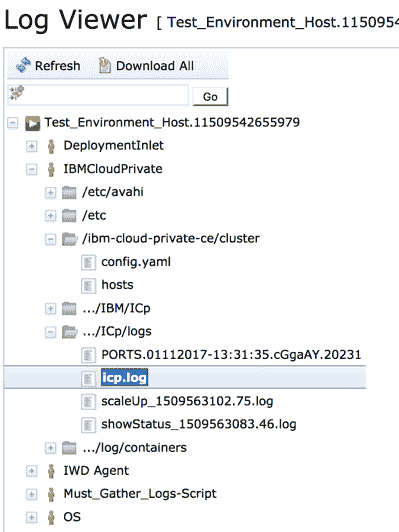 Log Viewer [ Test_Environment_Host.1150954
Refresh Download All
Go
Test_Environment_Host.11509542655979
DeploymentInlet
IBMCloudPrivate
/etc/avahi
/etc
/ibm-cloud-private-ce/cluster
config.yaml
hosts
.../IBM/ICp
.../ICp/logs
PORTS.01112017-13:31:35.cGgaAY.20231
icp.log
scaleUp_1509563102.75.log
showStatus_1509563083.46.log
.../log/containers
IWD Agent
Must_Gather_Logs-Script
OS